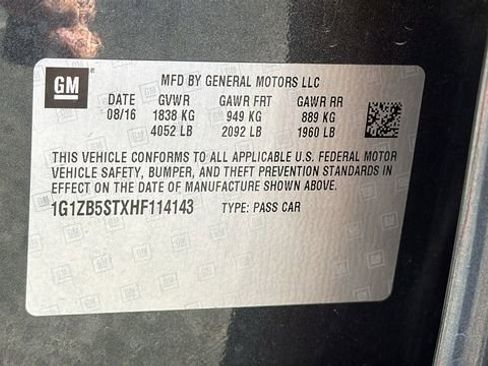 GM
MFD BY GENERAL MOTORS LLC
DATE GVWR GAWR FRT GAWR RR
08/16 1838 KG 949 KG 889 KG
4052 LB 2092 LB 1960 LB
THIS VEHICLE CONFORMS TO ALL APPLICABLE U.S. FEDERAL MOTOR
VEHICLE SAFETY, BUMPER, AND THEFT PREVENTION STANDARDS IN
EFFECT ON THE DATE OF MANUFACTURE SHOWN ABOVE.
1G1ZB5STXHF114143 TYPE: PASS CAR